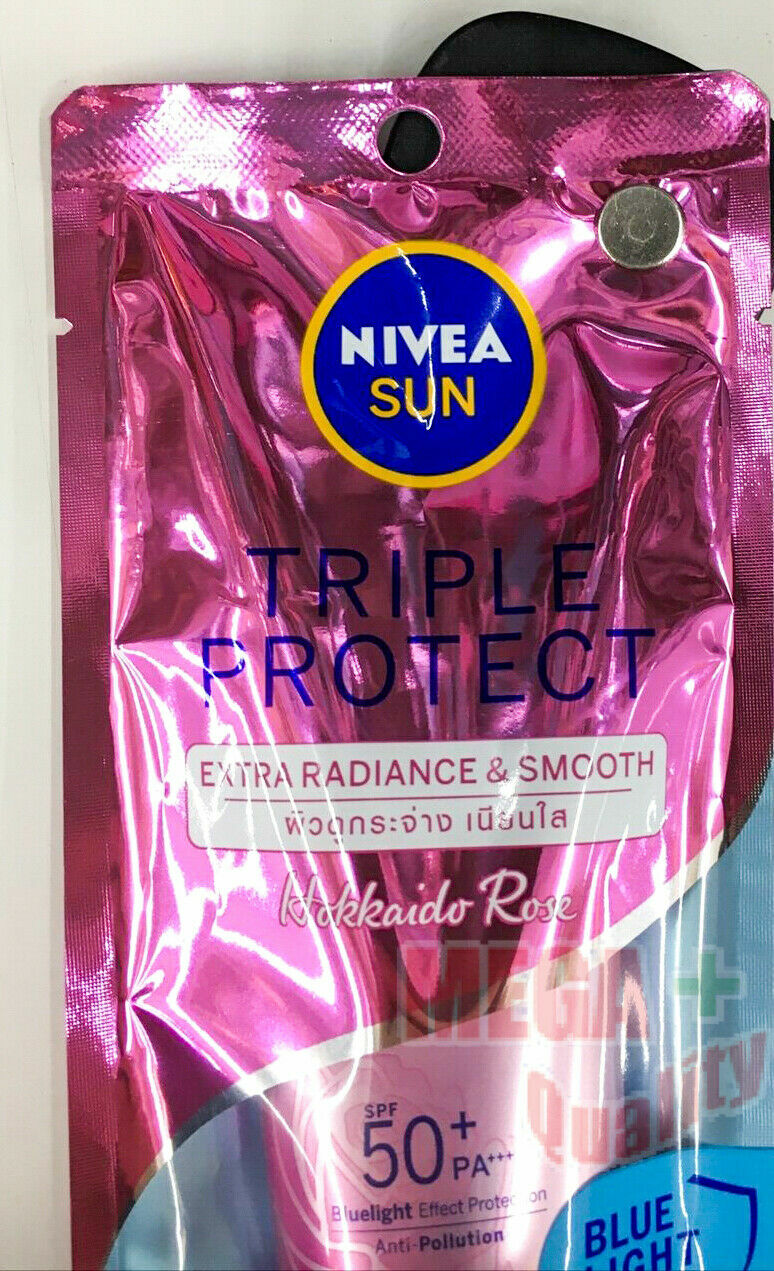 NIVEA
SUN
TRIPLE
PROTECT
EXTRA RADIANCE & SMOOTH
ผิวดูกระจ่าง เนียนใส
Hokkaido Rose
MEGA +
Quality
SPF
50+
PA+++
Bluelight Effect Protection
Anti-Pollution
BLUE
LIGHT